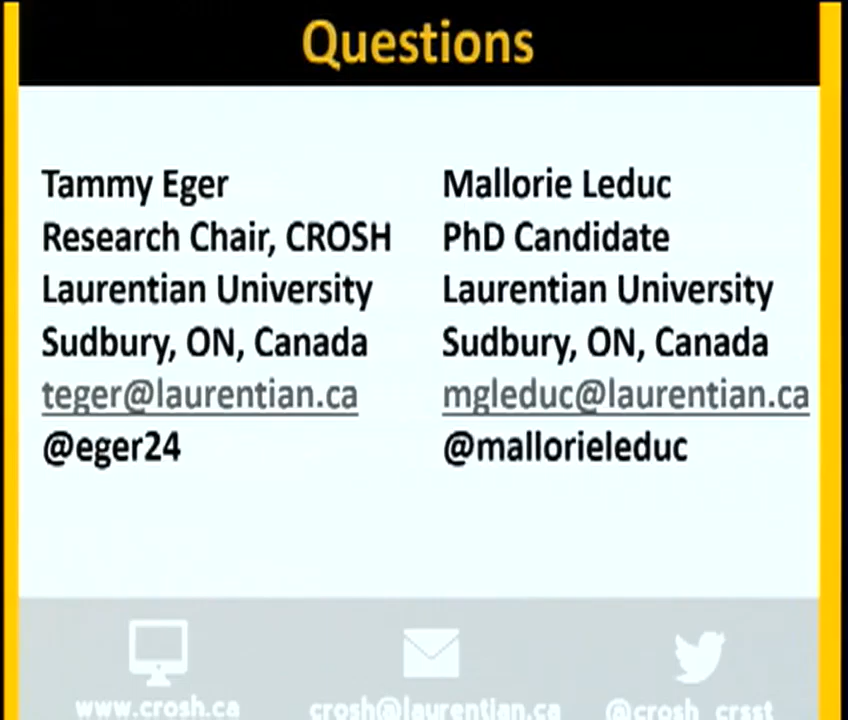 Questions
Tammy Eger
Research Chair, CROSH
Laurentian University
Sudbury, ON, Canada
teger@laurentian.ca
@eger24
Mallorie Leduc
PhD Candidate
Laurentian University
Sudbury, ON, Canada
mgleduc@laurentian.ca
@mallorieleduc
www.crosh.ca
crosh@laurentian.ca
@crosh_crsst